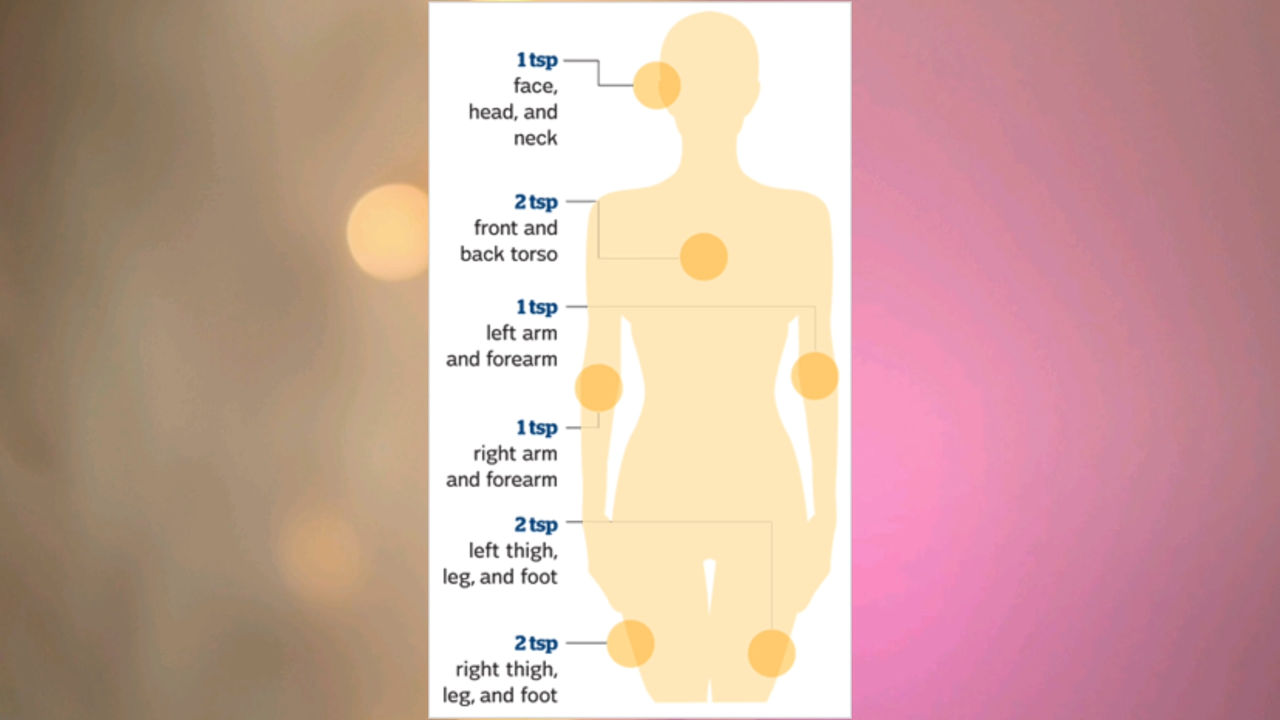 1 tsp
face,
head, and
neck
2 tsp
front and
back torso
1 tsp
left arm
and forearm
1 tsp
right arm
and forearm
2 tsp
left thigh,
leg, and foot
2 tsp
right thigh,
leg, and foot